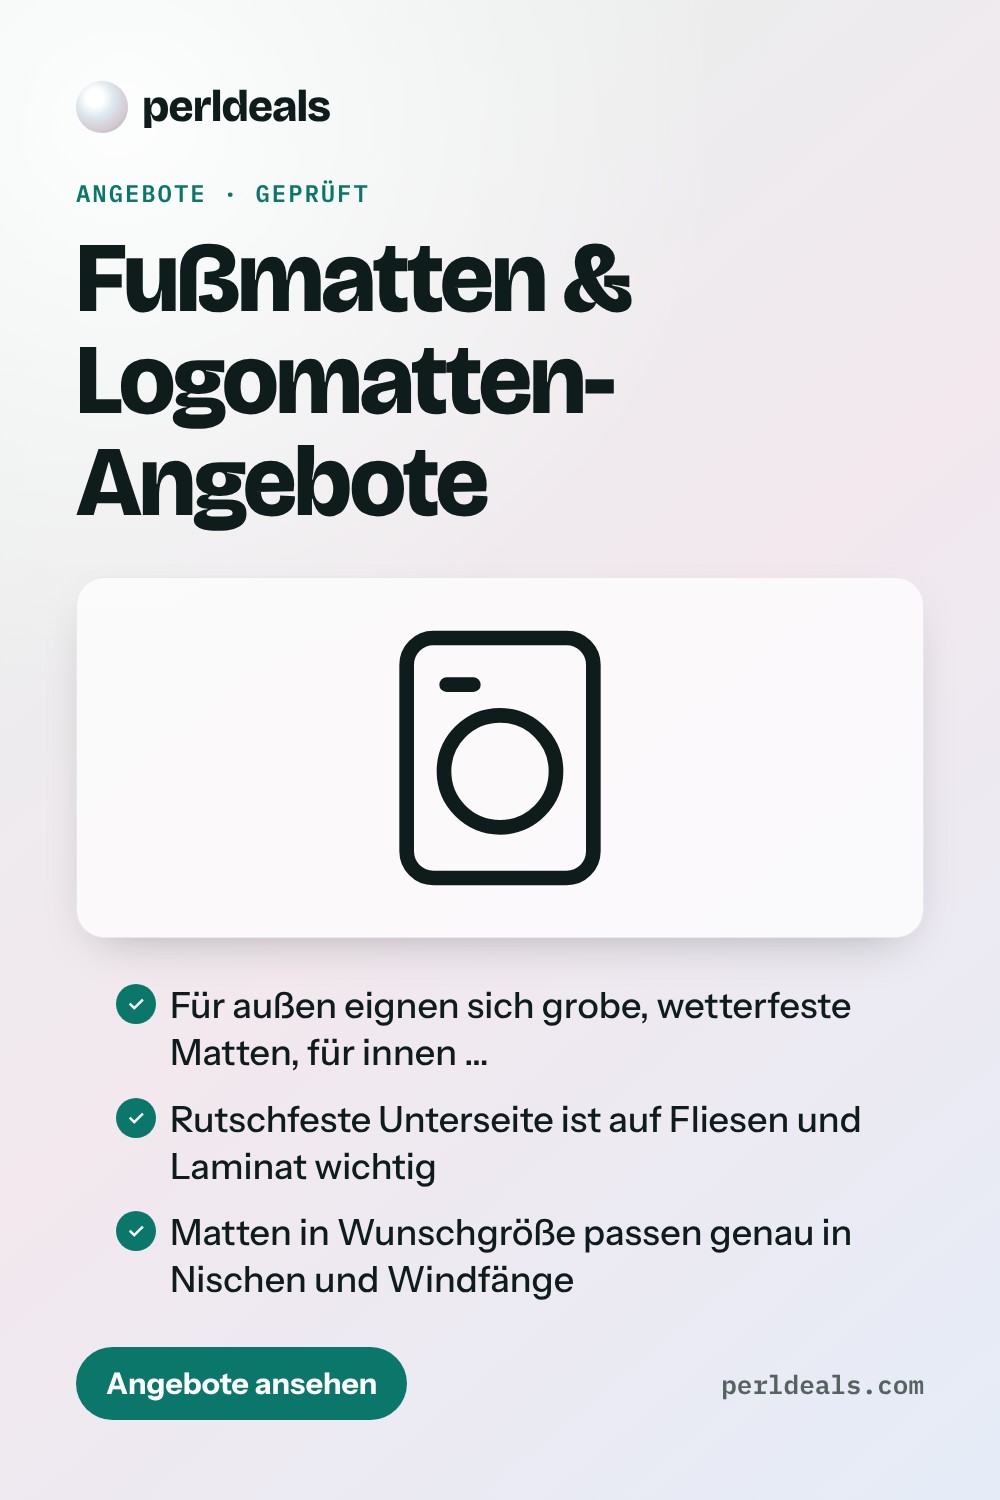 perldeals
ANGEBOTE · GEPRÜFT
Fußmatten &
Logomatten-
Angebote
Für außen eignen sich grobe, wetterfeste
Matten, für innen ...
Rutschfeste Unterseite ist auf Fliesen und
Laminat wichtig
Matten in Wunschgröße passen genau in
Nischen und Windfänge
Angebote ansehen
perldeals.com